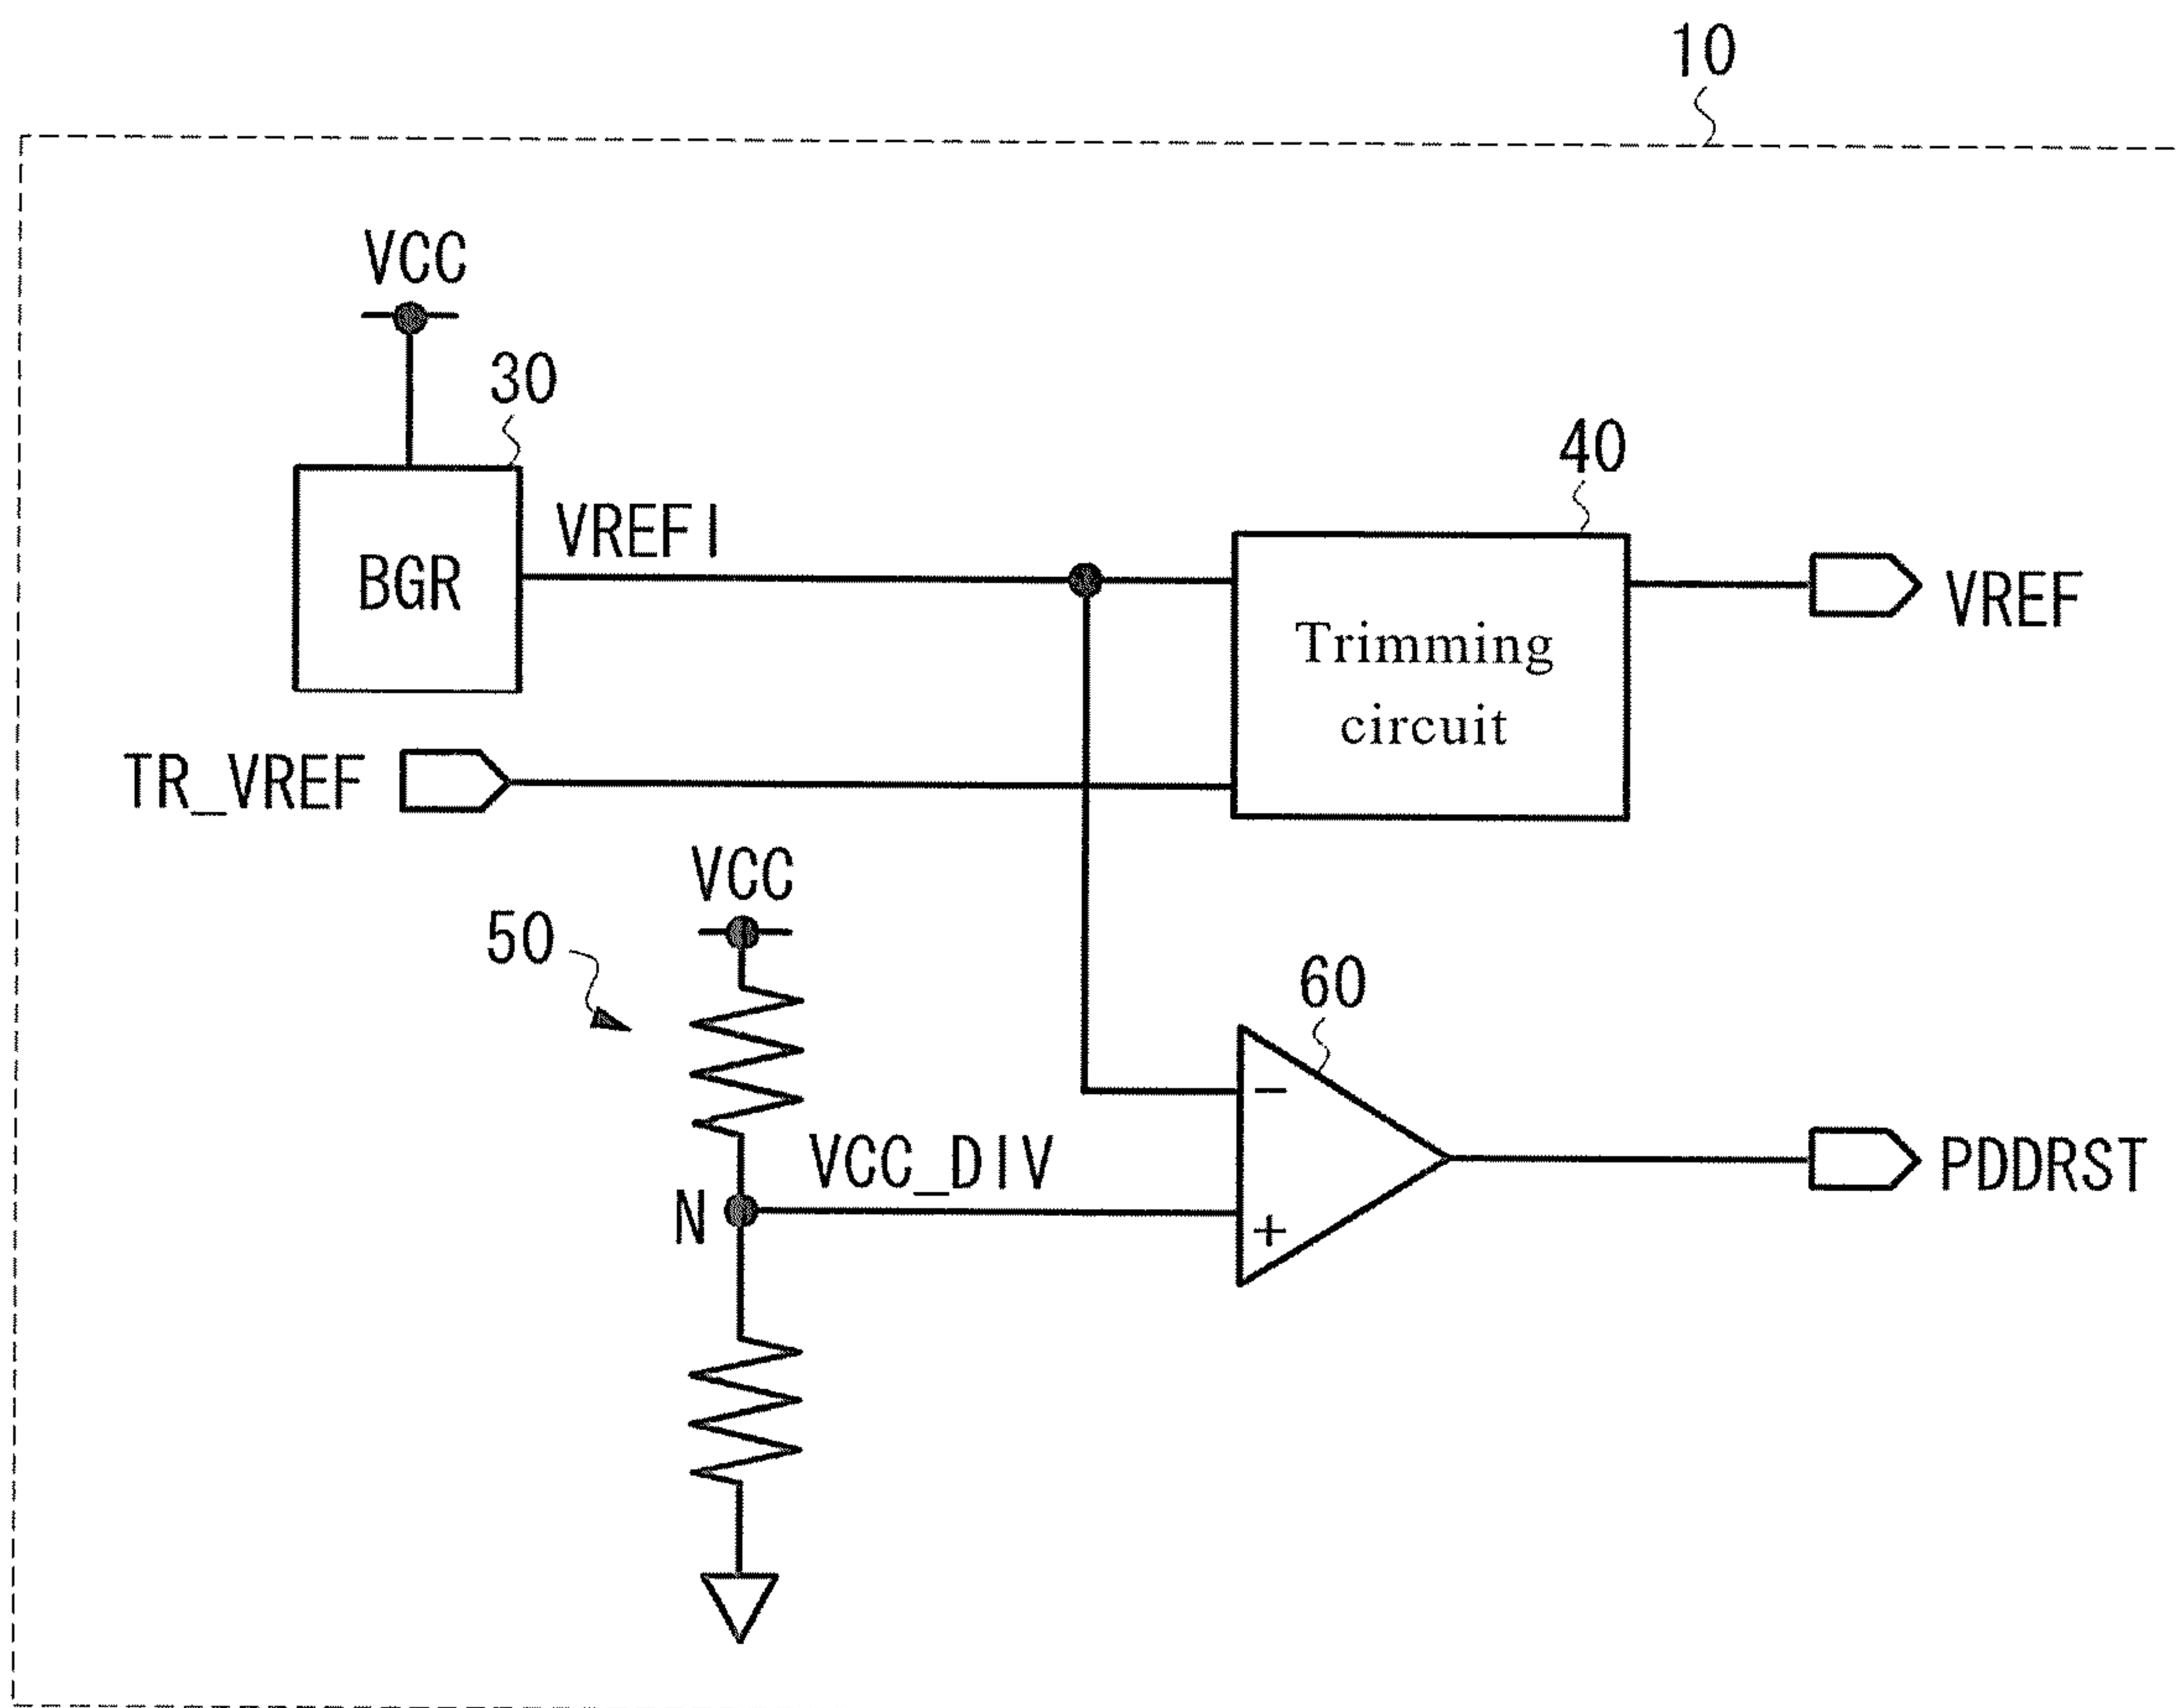 10
VCC
30
40
VREFI
BGR
VREF
Trimming
circuit
TR_VREF
VCC
50
60
−
VCC_DIV
PDDRST
N
+